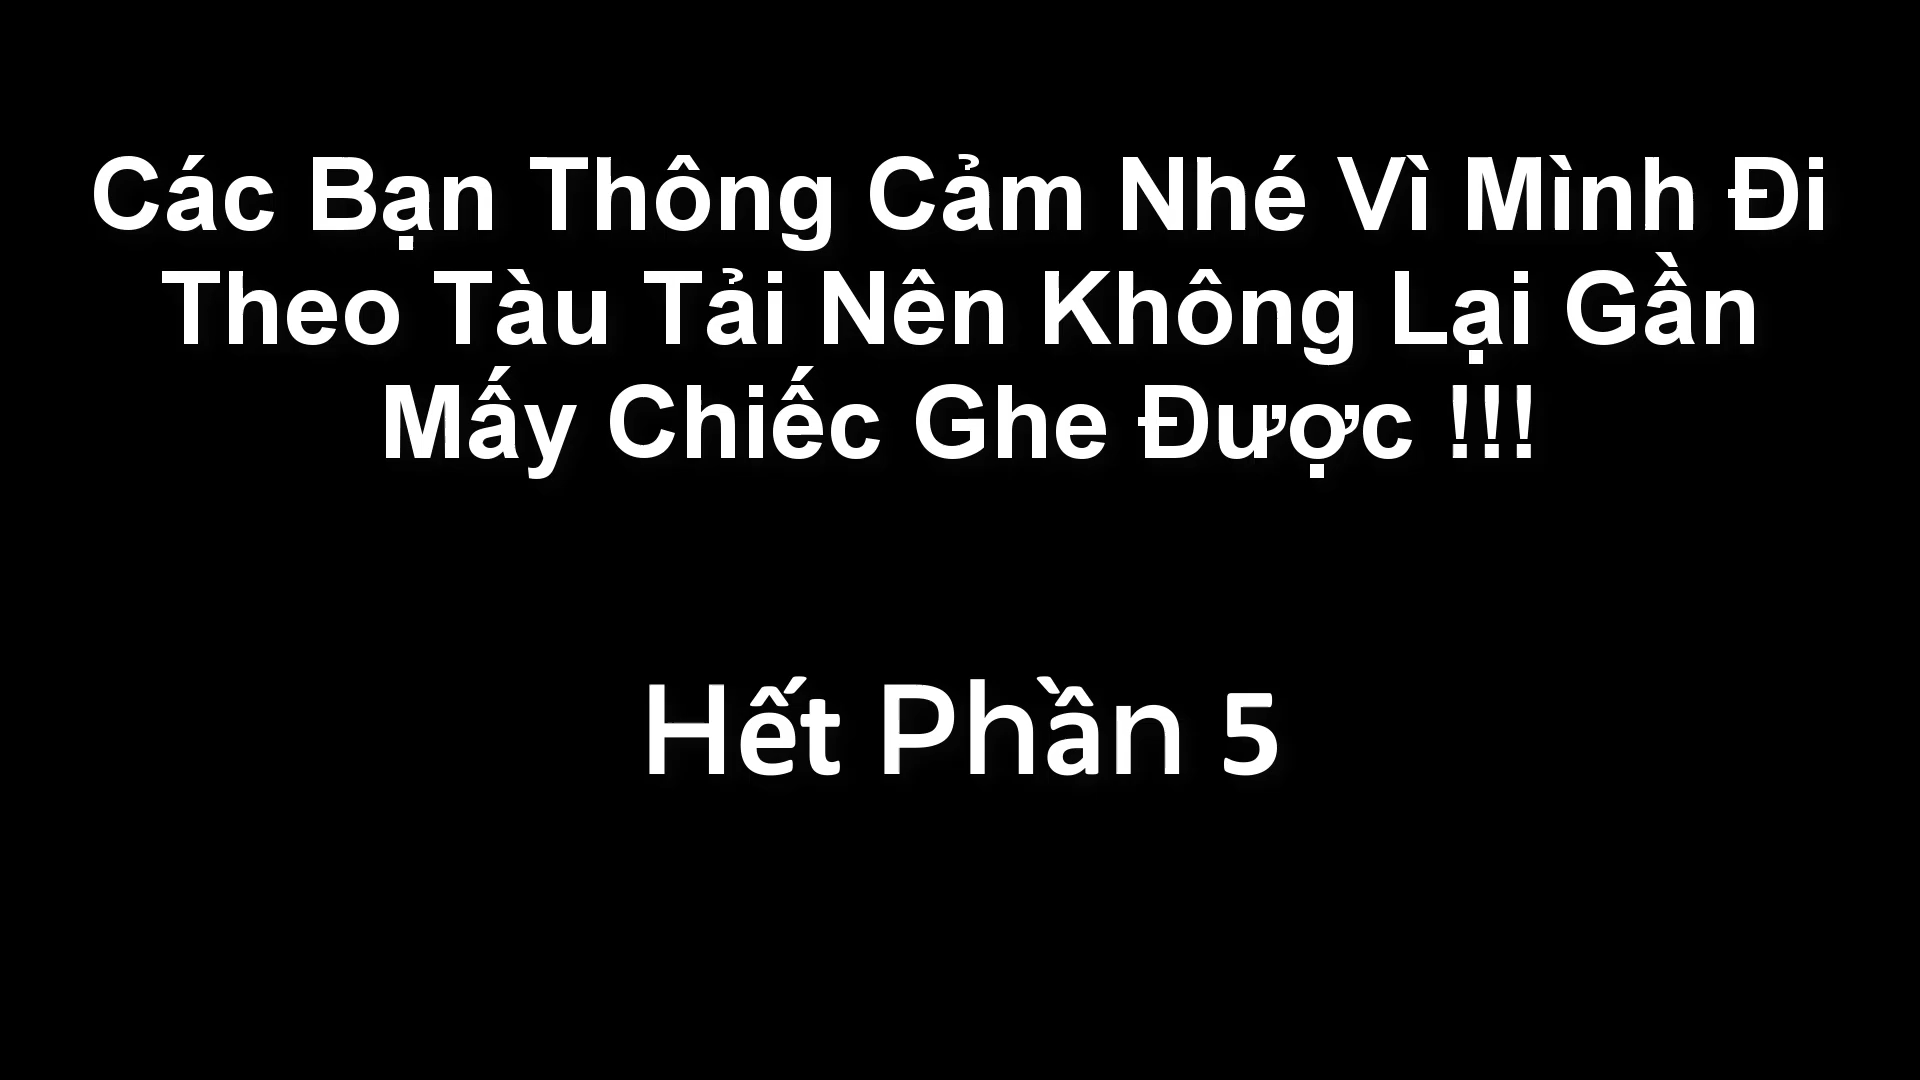 Các Bạn Thông Cảm Nhé Vì Mình Đi
Theo Tàu Tải Nên Không Lại Gần
Mấy Chiếc Ghe Được !!!
Hết Phần 5